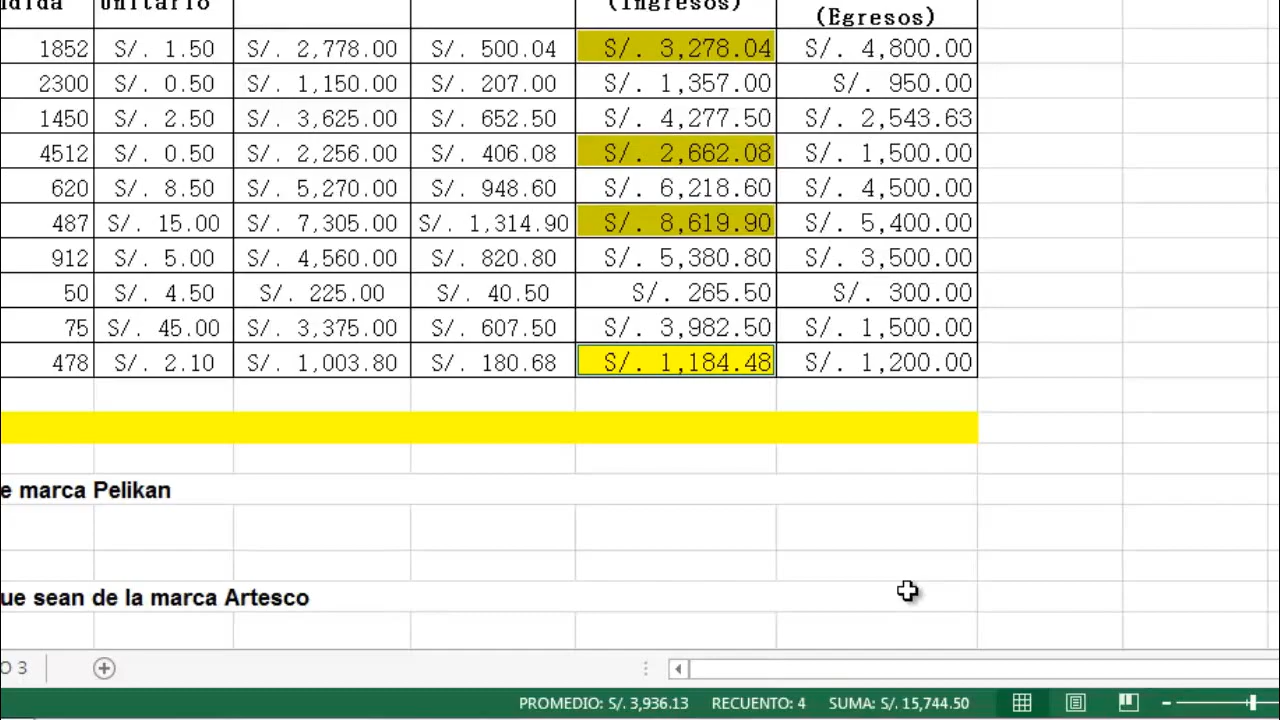 unitario
(Ingresos)
(Egresos)
1852 S/. 1.50 S/. 2,778.00 S/. 500.04 S/. 3,278.04 S/. 4,800.00
2300 S/. 0.50 S/. 1,150.00 S/. 207.00 S/. 1,357.00 S/. 950.00
1450 S/. 2.50 S/. 3,625.00 S/. 652.50 S/. 4,277.50 S/. 2,543.63
4512 S/. 0.50 S/. 2,256.00 S/. 406.08 S/. 2,662.08 S/. 1,500.00
620 S/. 8.50 S/. 5,270.00 S/. 948.60 S/. 6,218.60 S/. 4,500.00
487 S/. 15.00 S/. 7,305.00 S/. 1,314.90 S/. 8,619.90 S/. 5,400.00
912 S/. 5.00 S/. 4,560.00 S/. 820.80 S/. 5,380.80 S/. 3,500.00
50 S/. 4.50 S/. 225.00 S/. 40.50 S/. 265.50 S/. 300.00
75 S/. 45.00 S/. 3,375.00 S/. 607.50 S/. 3,982.50 S/. 1,500.00
478 S/. 2.10 S/. 1,003.80 S/. 180.68 S/. 1,184.48 S/. 1,200.00
e marca Pelikan
ue sean de la marca Artesco
O 3
PROMEDIO: S/. 3,936.13 RECUENTO: 4 SUMA: S/. 15,744.50